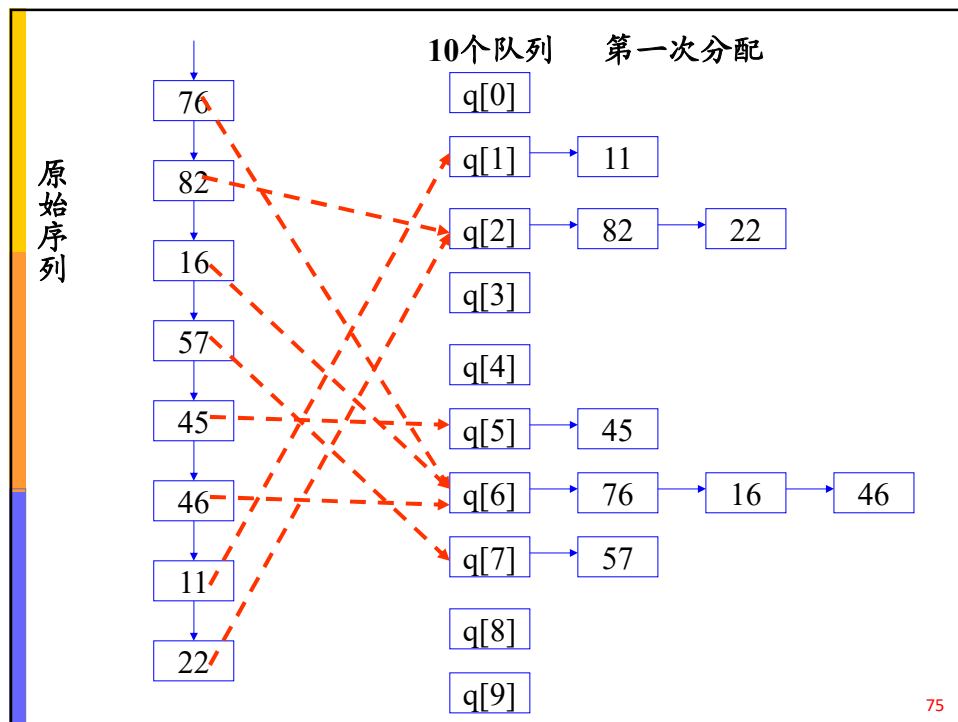 10个队列 第一次分配
原始序列
76
82
16
57
45
46
11
22
q[0]
q[1] 11
q[2] 82 22
q[3]
q[4]
q[5] 45
q[6] 76 16 46
q[7] 57
q[8]
q[9]
75